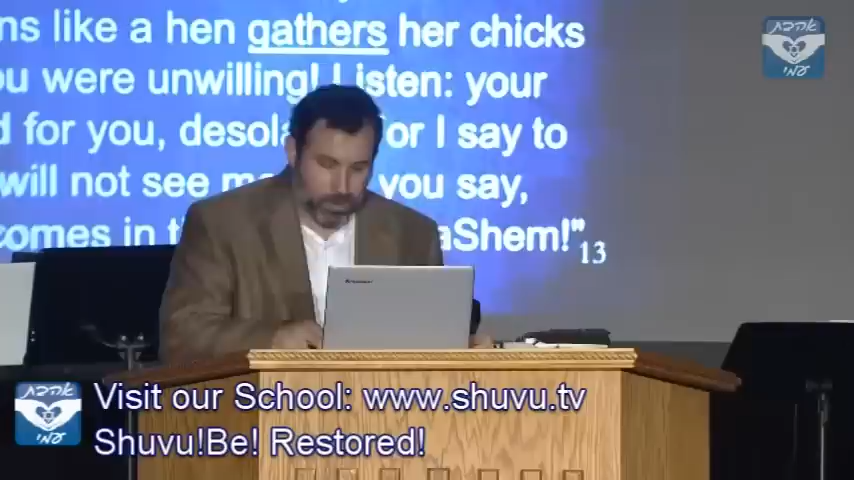 ns like a hen gathers her chicks
ou were unwilling! Listen: your
d for you, desola or I say to
will not see m you say,
comes in t aShem!"
13
אהבת
עמי
Lenovo
אהבת
עמי
Visit our School: www.shuvu.tv
Shuvu!Be! Restored!